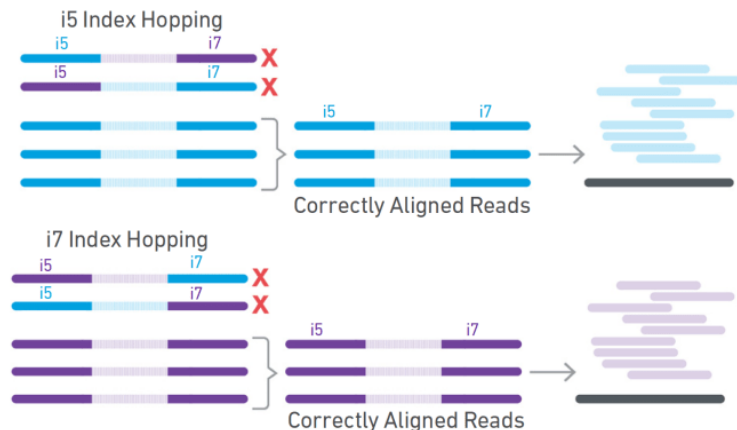 i5 Index Hopping
i5 i7
X
i5 i7
X
i5 i7
Correctly Aligned Reads
i7 Index Hopping
i5 i7
X
i5 i7
X
i5 i7
Correctly Aligned Reads